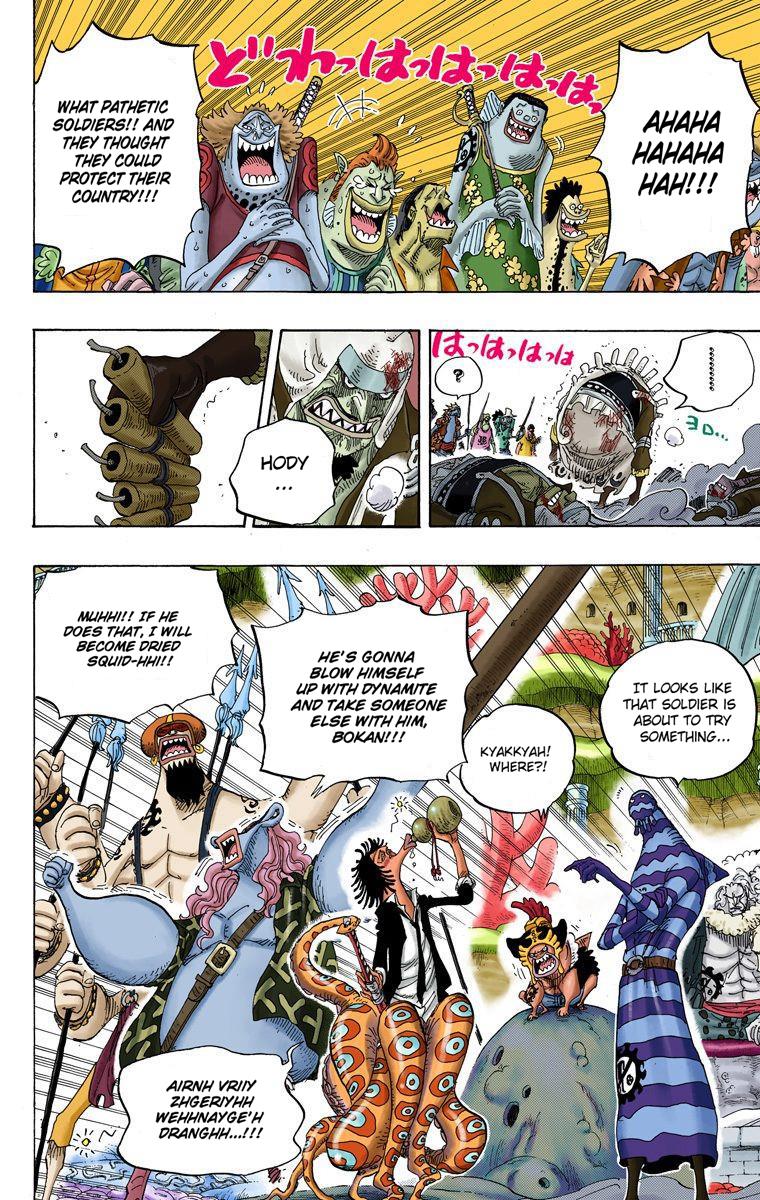 どわっはっはっはっはっ
WHAT PATHETIC
SOLDIERS!! AND
THEY THOUGHT
THEY COULD
PROTECT THEIR
COUNTRY!!!
AHAHA
HAHAHA
HAH!!!
HODY
...
はっはっはっは
?
ヨロ...
MUHHI!! IF HE
DOES THAT, I WILL
BECOME DRIED
SQUID-HHI!!
HE'S GONNA
BLOW HIMSELF
UP WITH DYNAMITE
AND TAKE SOMEONE
ELSE WITH HIM,
BOKAN!!!
KYAKKYAH!
WHERE?!
IT LOOKS LIKE
THAT SOLDIER IS
ABOUT TO TRY
SOMETHING...
AIRNH VRIIY
ZHGERIYHH
WEHHNAYGE'H
DRANGHH...!!!